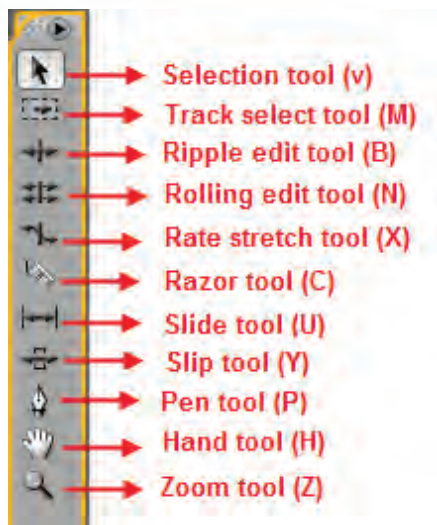 Selection tool (v)
Track select tool (M)
Ripple edit tool (B)
Rolling edit tool (N)
Rate stretch tool (X)
Razor tool (C)
Slide tool (U)
Slip tool (Y)
Pen tool (P)
Hand tool (H)
Zoom tool (Z)